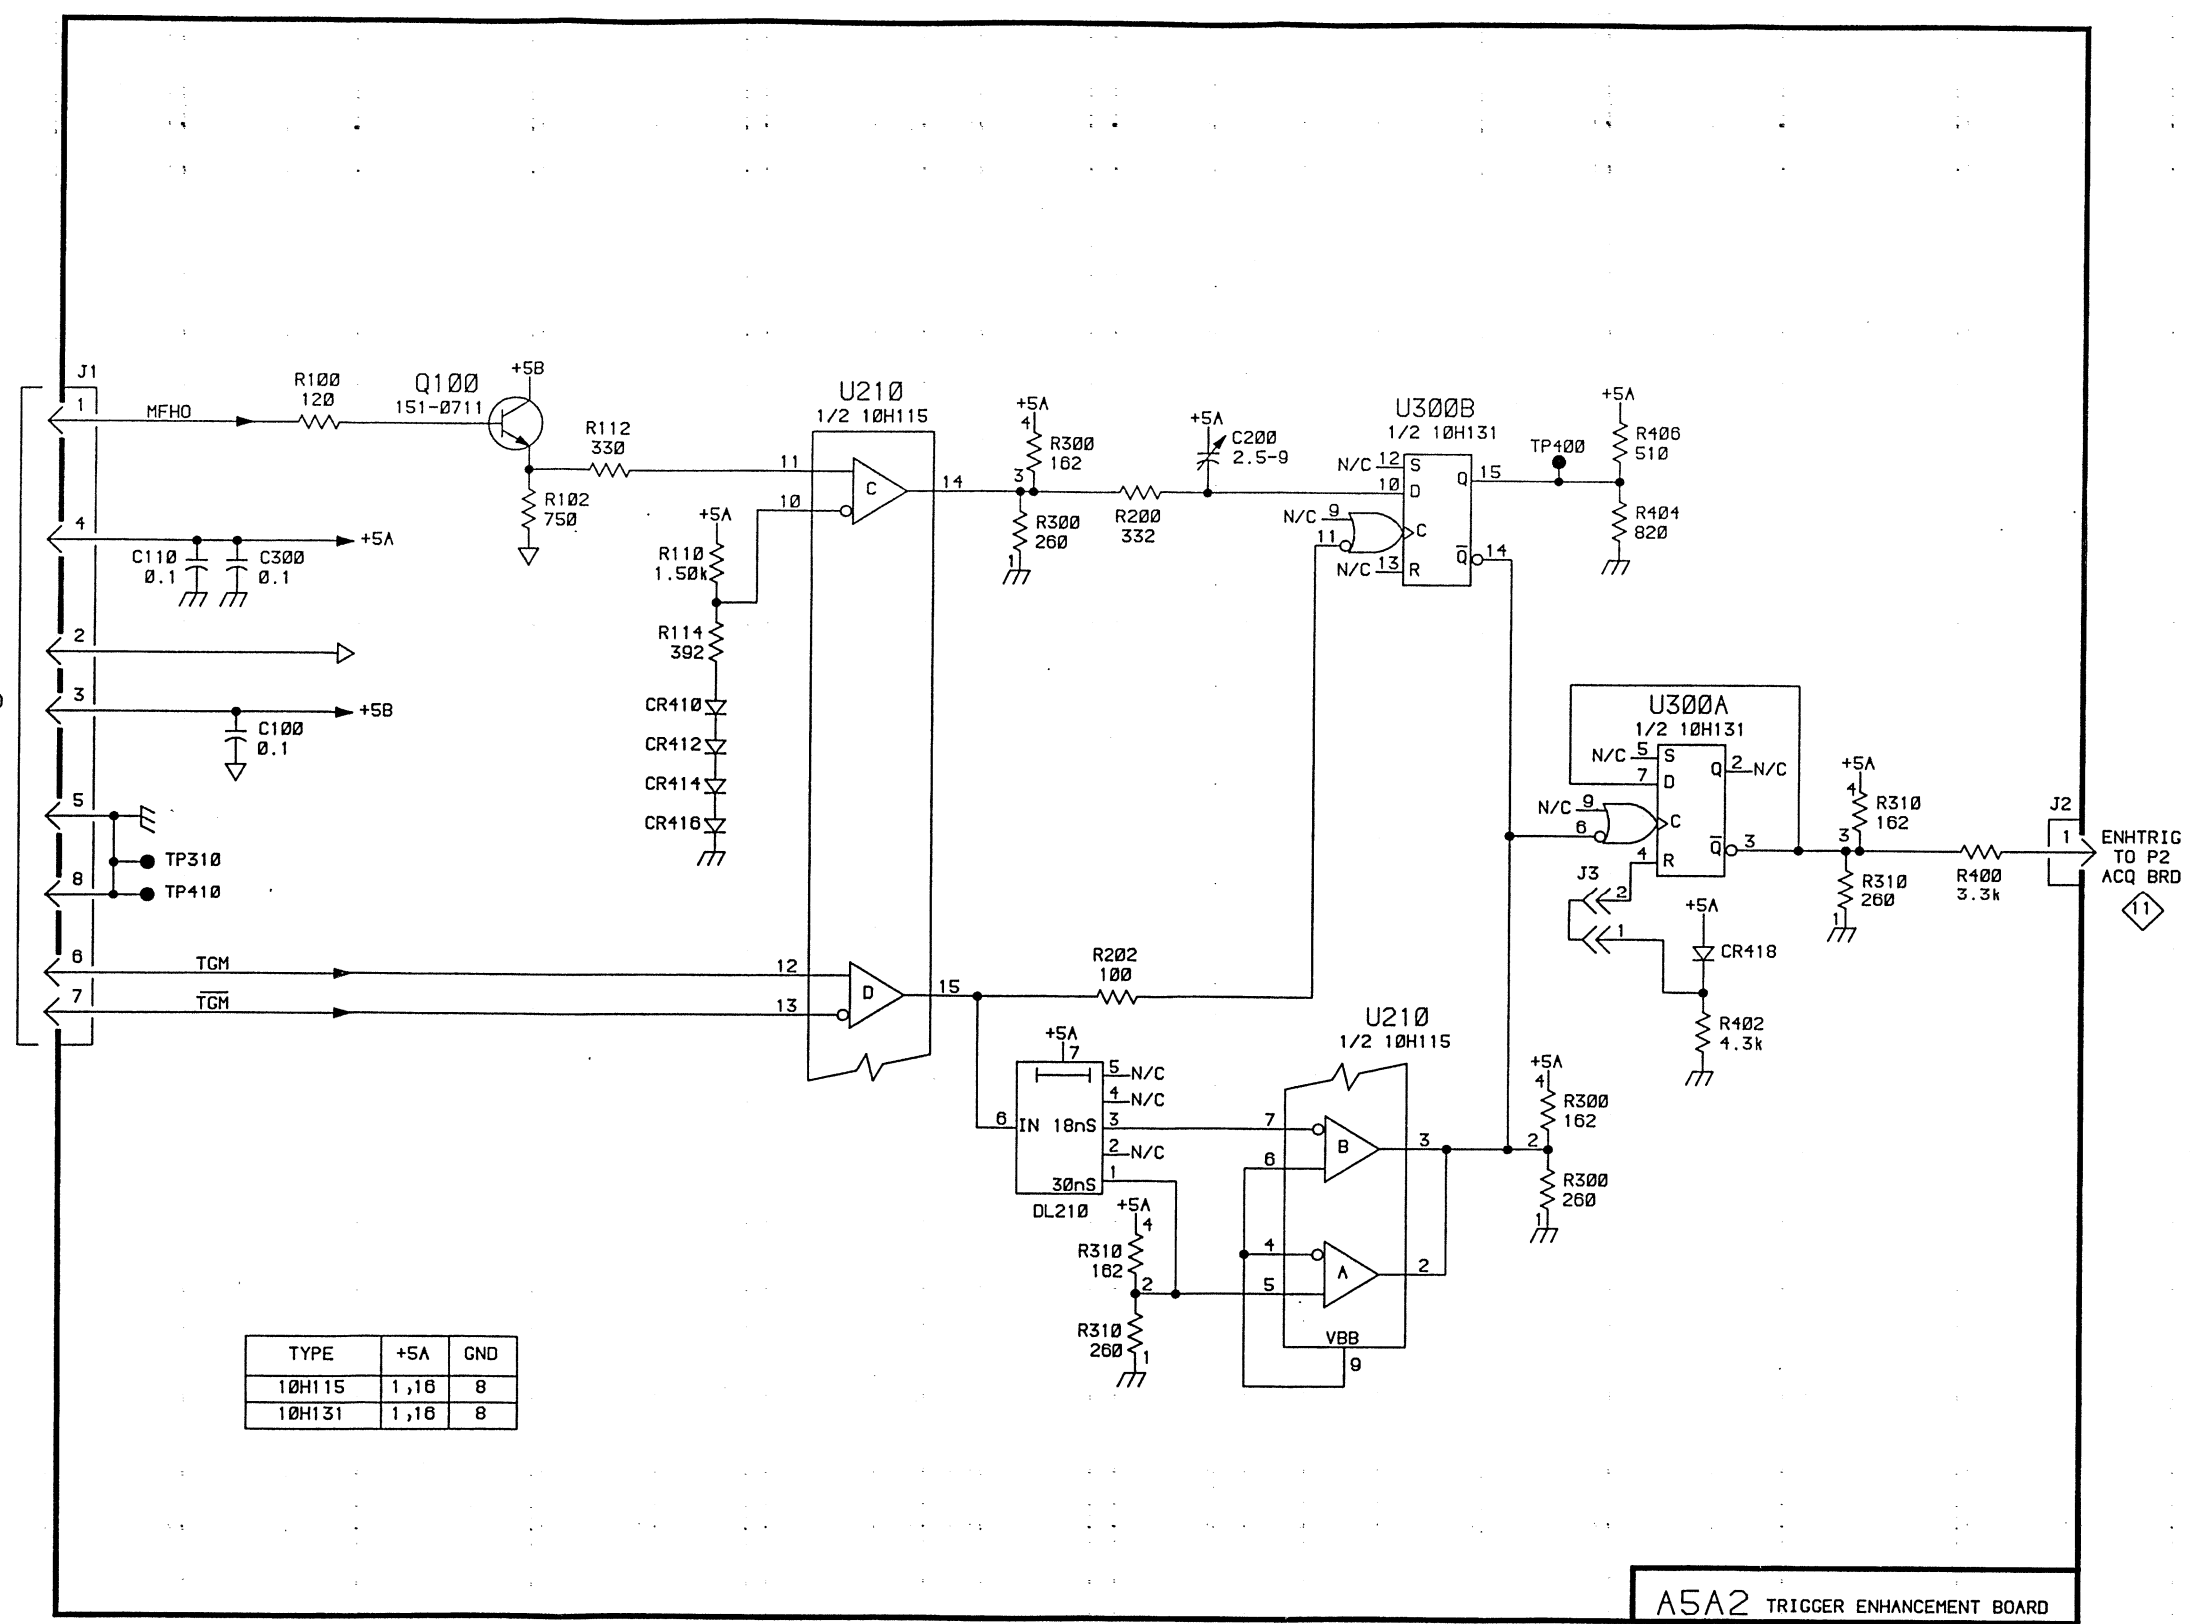 J1
1
MFHO
R100
120
Q100
151-0711
+5B
R112
330
R102
750
4
+5A
C110
0.1
C300
0.1
2
3
+5B
C100
0.1
5
TP310
8
TP410
6
TGM
7
TGM
+5A
R110
1.50k
R114
392
CR410
CR412
CR414
CR416
U210
1/2 10H115
11
10
C
14
12
13
D
15
+5A
4
R300
162
3
R300
260
1
R200
332
+5A
C200
2.5-9
U300B
1/2 10H131
N/C 12 S
10 D
N/C 9
11
C
N/C 13 R
Q 15
Q 14
TP400
+5A
R406
510
R404
820
R202
100
+5A
7
5 N/C
4 N/C
6 IN 18nS 3
2 N/C
30nS 1
DL210
+5A
4
R310
162
2
R310
260
1
U210
1/2 10H115
7
6
B
3
4
5
A
2
VBB
9
+5A
4
R300
162
2
R300
260
1
U300A
1/2 10H131
N/C 5 S
7 D
N/C 9
6
C
4 R
Q 2 N/C
Q 3
J3
2
1
+5A
CR418
R402
4.3k
+5A
4
R310
162
3
R310
260
1
R400
3.3k
J2
1
ENHTRIG
TO P2
ACQ BRD
11
TYPE +5A GND
10H115 1,16 8
10H131 1,16 8
A5A2 TRIGGER ENHANCEMENT BOARD